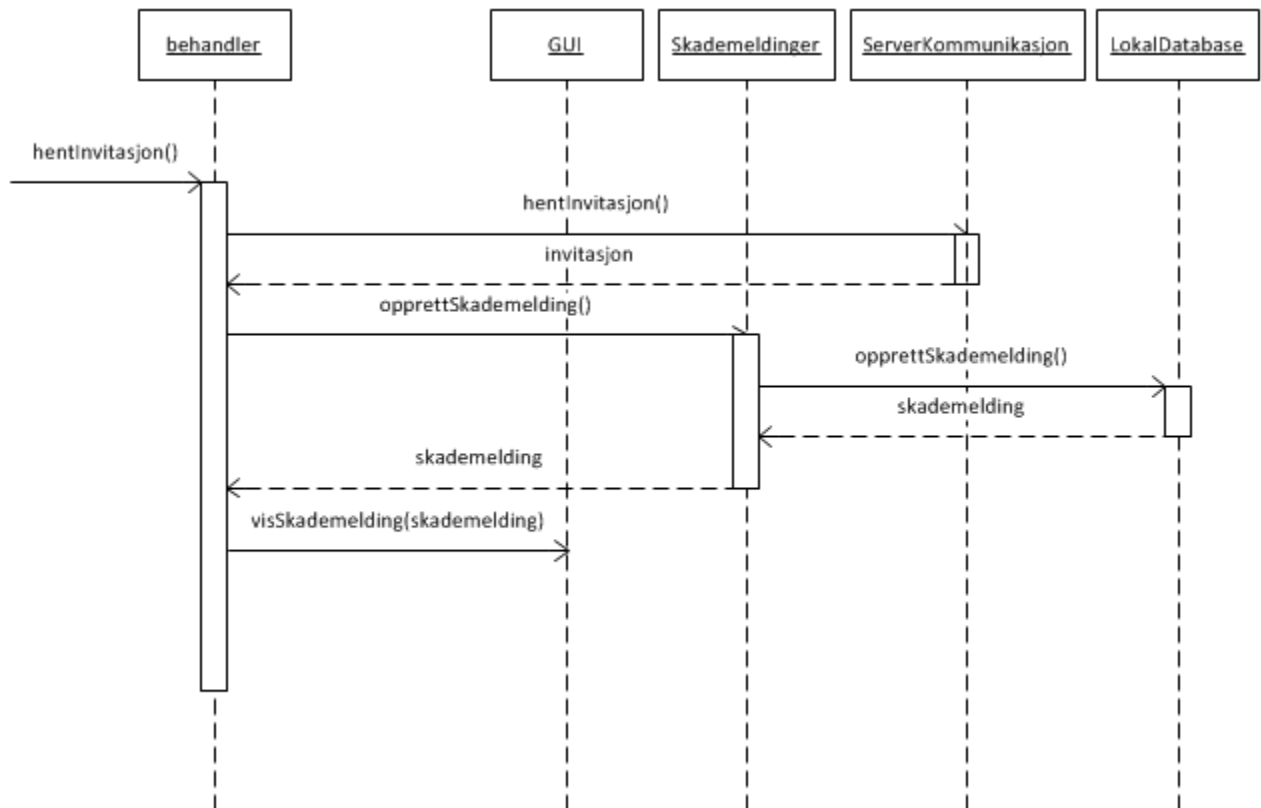 behandler
GUI
Skademeldinger
ServerKommunikasjon
LokalDatabase
hentInvitasjon()
hentInvitasjon()
invitasjon
opprettSkademelding()
opprettSkademelding()
skademelding
skademelding
visSkademelding(skademelding)